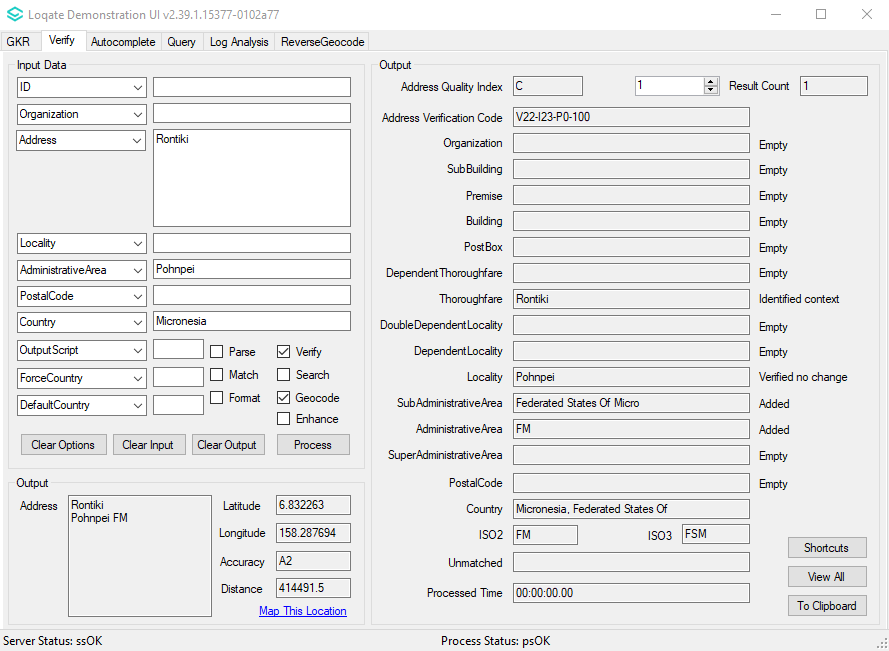 Loqate Demonstration UI v2.39.1.15377-0102a77
GKR Verify Autocomplete Query Log Analysis ReverseGeocode
Input Data
ID
Organization
Address Rontiki
Locality
AdministrativeArea Pohnpei
PostalCode
Country Micronesia
OutputScript Parse Verify
ForceCountry Match Search
Format Geocode
DefaultCountry
Enhance
Clear Options Clear Input Clear Output Process
Output
Address Rontiki
Pohnpei FM
Latitude 6.832263
Longitude 158.287694
Accuracy A2
Distance 414491.5
Map This Location
Output
Address Quality Index C 1 Result Count 1
Address Verification Code V22-I23-P0-100
Organization Empty
SubBuilding Empty
Premise Empty
Building Empty
PostBox Empty
DependentThoroughfare Empty
Thoroughfare Rontiki Identified context
DoubleDependentLocality Empty
DependentLocality Empty
Locality Pohnpei Verified no change
SubAdministrativeArea Federated States Of Micro Added
AdministrativeArea FM Added
SuperAdministrativeArea Empty
PostalCode Empty
Country Micronesia, Federated States Of
ISO2 FM ISO3 FSM
Unmatched
Processed Time 00:00:00.00
Shortcuts
View All
To Clipboard
Server Status: ssOK Process Status: psOK